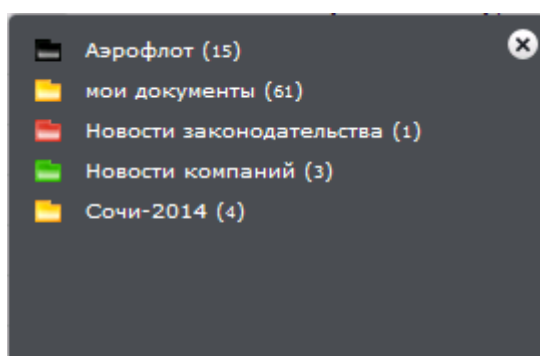 Аэрофлот (15)
мои документы (61)
Новости законодательства (1)
Новости компаний (3)
Сочи-2014 (4)